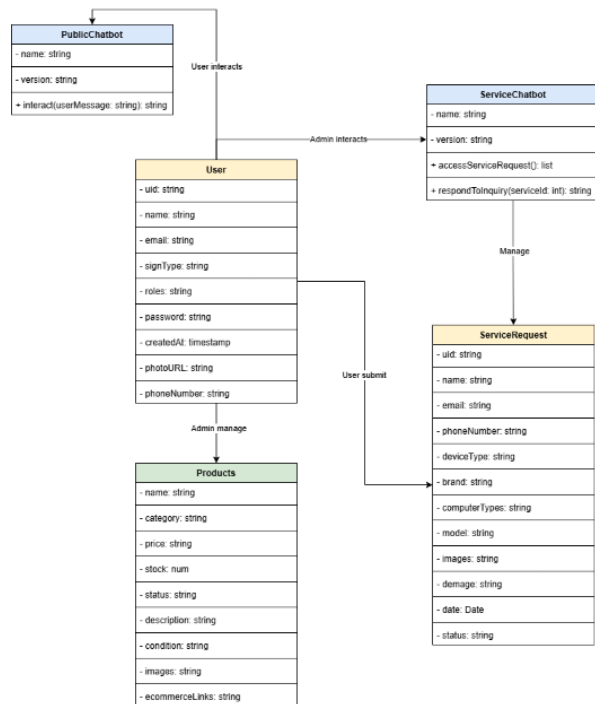 PublicChatbot
- name: string
- version: string
+ interact(userMessage: string): string
User interacts
ServiceChatbot
- name: string
- version: string
+ accessServiceRequest(): list
+ respondToInquiry(serviceId: int): string
Admin interacts
User
- uid: string
- name: string
- email: string
- signType: string
- roles: string
- password: string
- createdAt: timestamp
- photoURL: string
- phoneNumber: string
Manage
User submit
Admin manage
ServiceRequest
- uid: string
- name: string
- email: string
- phoneNumber: string
- deviceType: string
- brand: string
- computerTypes: string
- model: string
- images: string
- demage: string
- date: Date
- status: string
Products
- name: string
- category: string
- price: string
- stock: num
- status: string
- description: string
- condition: string
- images: string
- ecommerceLinks: string